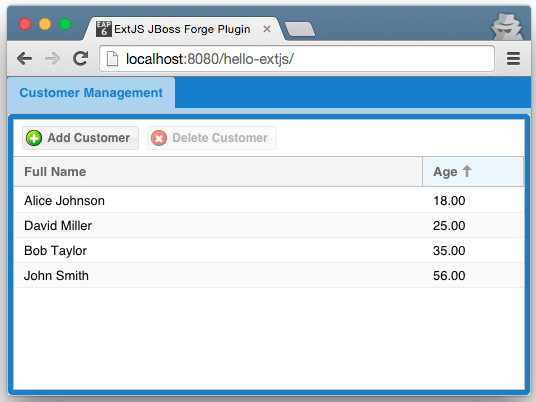 EAP 6 ExtJS JBoss Forge Plugin
localhost:8080/hello-extjs/
Customer Management
Add Customer Delete Customer
Full Name Age
Alice Johnson 18.00
David Miller 25.00
Bob Taylor 35.00
John Smith 56.00